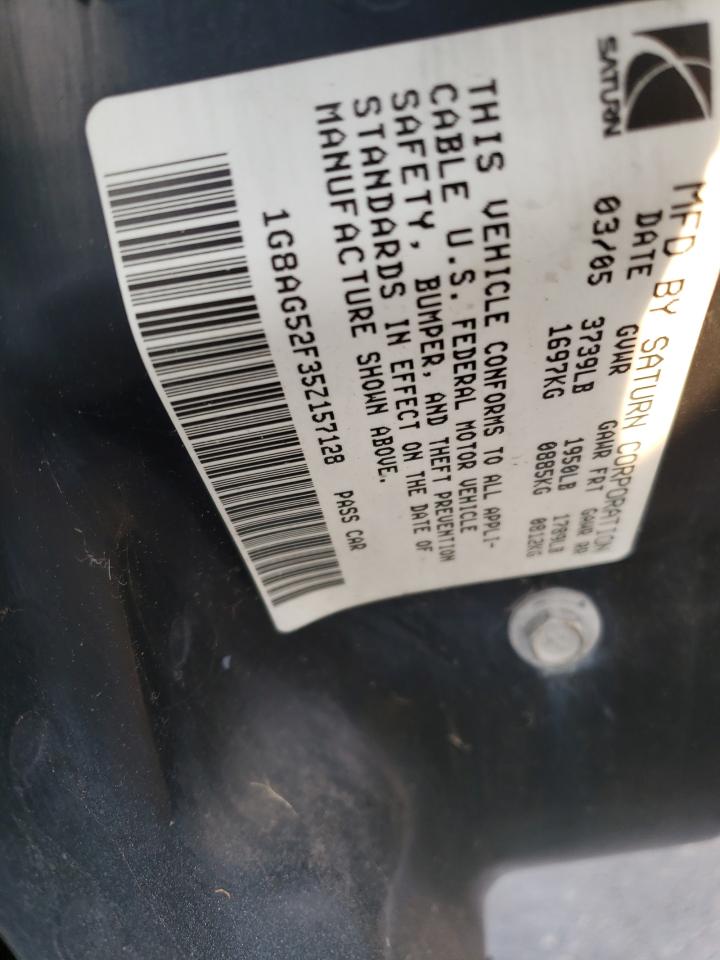 SATURN
MFD BY SATURN CORPORATION
DATE GVWR GAWR FRT GAWR RR
03/05 3739LB 1950LB 1789LB
1697KG 0885KG 0812KG
THIS VEHICLE CONFORMS TO ALL APPLI-
CABLE U.S. FEDERAL MOTOR VEHICLE
SAFETY, BUMPER, AND THEFT PREVENTION
STANDARDS IN EFFECT ON THE DATE OF
MANUFACTURE SHOWN ABOVE.
1G8AG52F35Z157128 PASS CAR